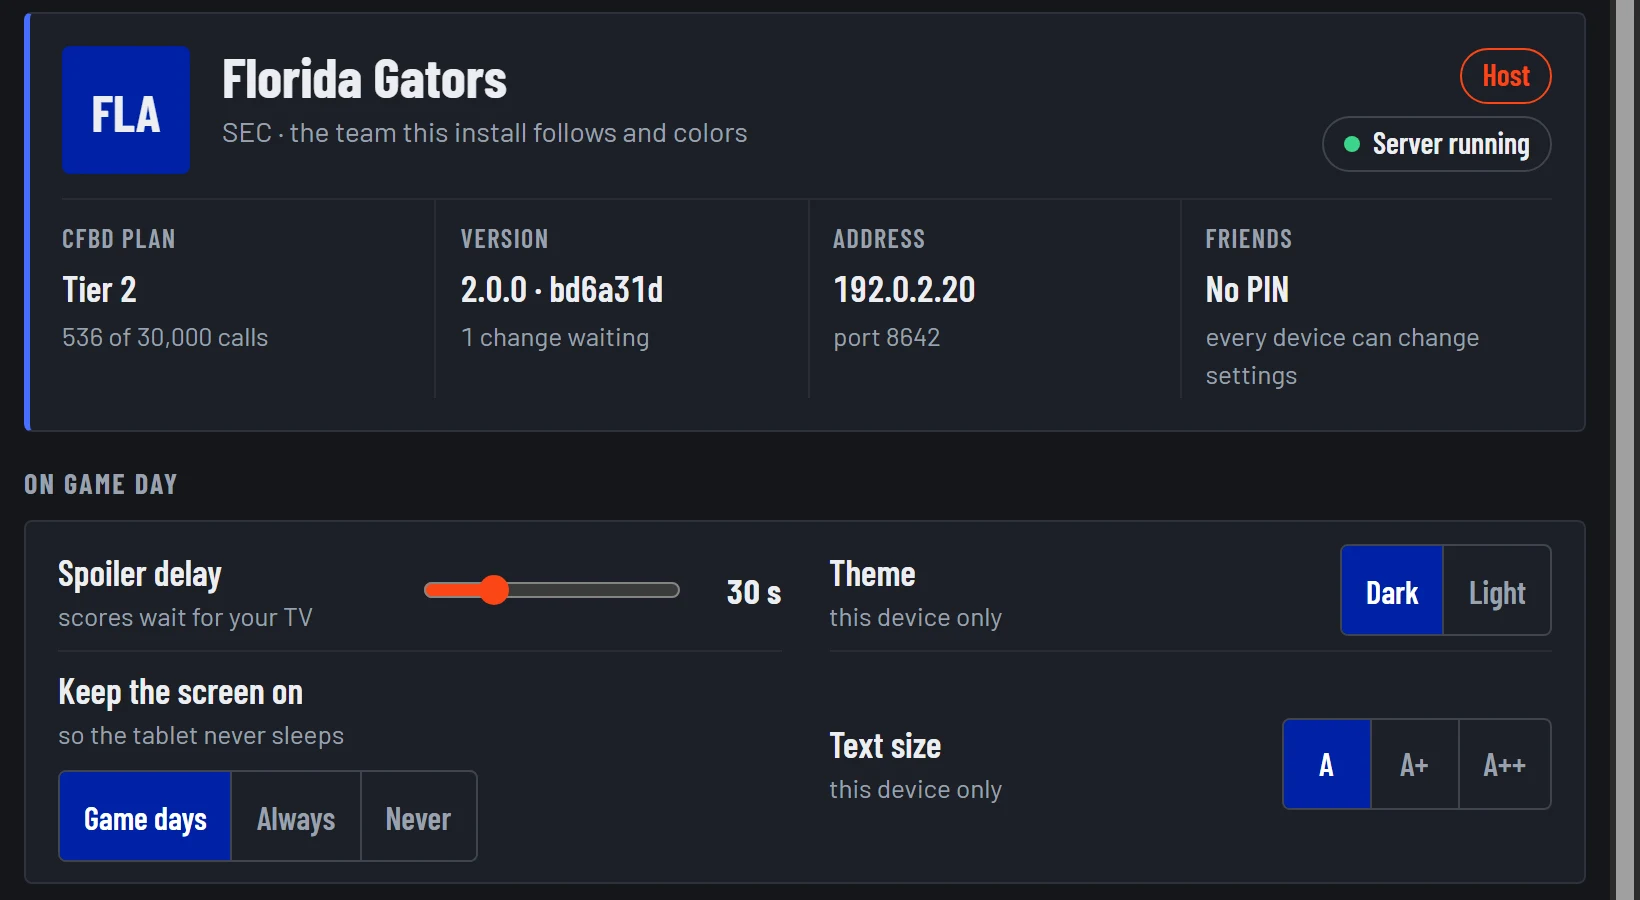 FLA
Florida Gators
SEC · the team this install follows and colors
Host
Server running
CFBD PLAN
Tier 2
536 of 30,000 calls
VERSION
2.0.0 · bd6a31d
1 change waiting
ADDRESS
192.0.2.20
port 8642
FRIENDS
No PIN
every device can change
settings
ON GAME DAY
Spoiler delay
scores wait for your TV
30 s
Theme
this device only
Dark
Light
Keep the screen on
so the tablet never sleeps
Game days
Always
Never
Text size
this device only
A
A+
A++